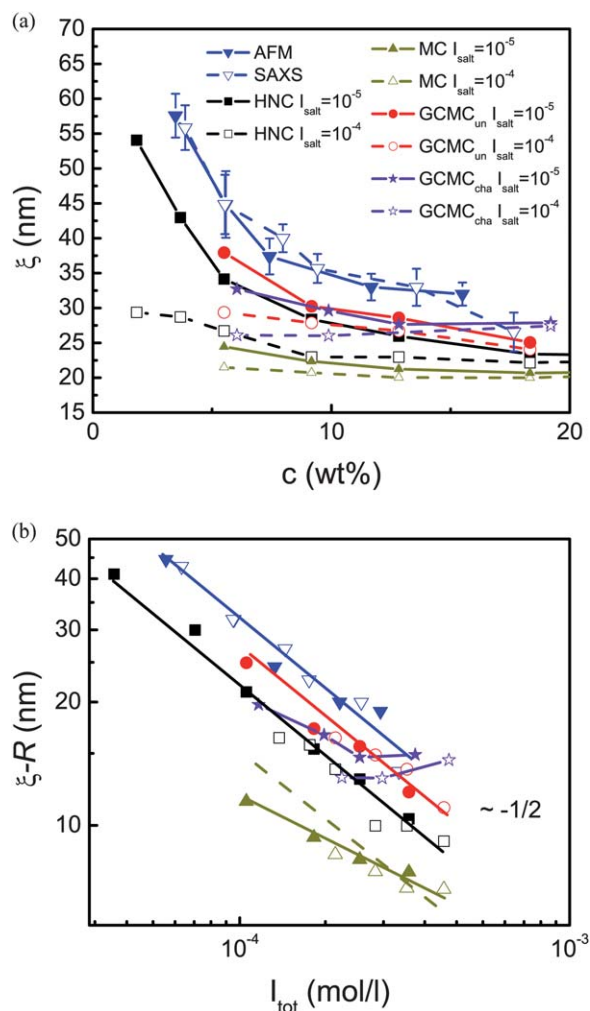 (a)
70
65
60
55
50
45
40
35
30
25
20
15
ξ (nm)
AFM
SAXS
HNC I_salt=10^-5
HNC I_salt=10^-4
MC I_salt=10^-5
MC I_salt=10^-4
GCMC_un I_salt=10^-5
GCMC_un I_salt=10^-4
GCMC_cha I_salt=10^-5
GCMC_cha I_salt=10^-4
0 5 10 15 20
c (wt%)
(b)
50
40
30
20
10
ξ-R (nm)
~ -1/2
10^-4 10^-3
I_tot (mol/l)